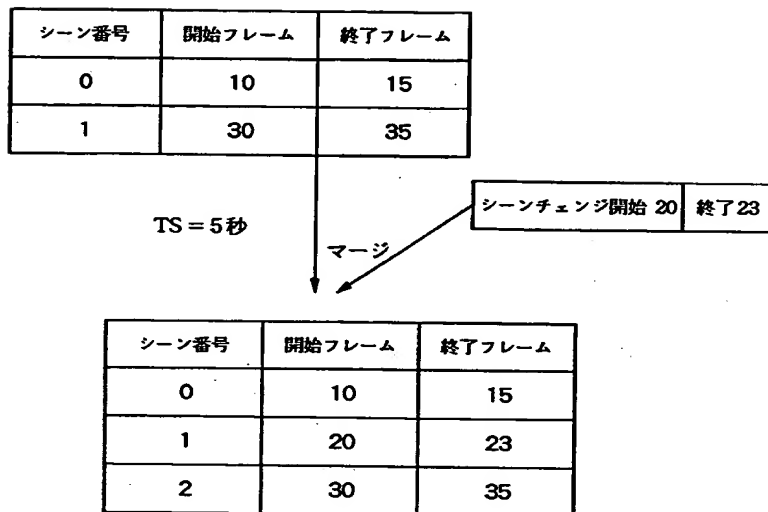 シーン番号 開始フレーム 終了フレーム
0 10 15
1 30 35
シーンチェンジ開始 20 終了23
TS＝5秒
マージ
シーン番号 開始フレーム 終了フレーム
0 10 15
1 20 23
2 30 35